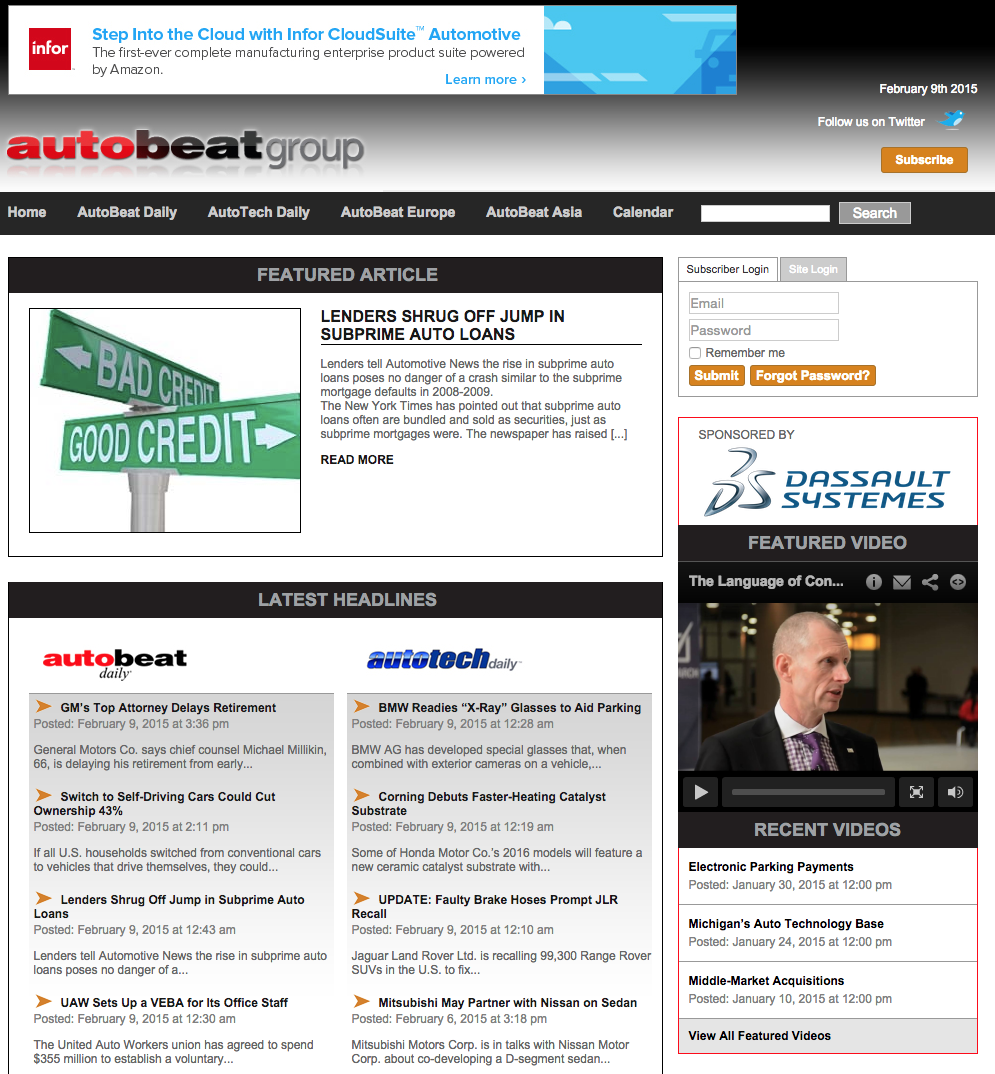 infor
Step Into the Cloud with Infor CloudSuite™ Automotive
The first-ever complete manufacturing enterprise product suite powered
by Amazon.
Learn more ›
February 9th 2015
Follow us on Twitter
autobeatgroup
Subscribe
Home AutoBeat Daily AutoTech Daily AutoBeat Europe AutoBeat Asia Calendar Search
FEATURED ARTICLE
BAD CREDIT
GOOD CREDIT
LENDERS SHRUG OFF JUMP IN
SUBPRIME AUTO LOANS
Lenders tell Automotive News the rise in subprime auto
loans poses no danger of a crash similar to the subprime
mortgage defaults in 2008-2009.
The New York Times has pointed out that subprime auto
loans often are bundled and sold as securities, just as
subprime mortgages were. The newspaper has raised [...]
READ MORE
Subscriber Login Site Login
Email
Password
Remember me
Submit Forgot Password?
SPONSORED BY
DASSAULT
SYSTEMES
FEATURED VIDEO
The Language of Con...
RECENT VIDEOS
Electronic Parking Payments
Posted: January 30, 2015 at 12:00 pm
Michigan's Auto Technology Base
Posted: January 24, 2015 at 12:00 pm
Middle-Market Acquisitions
Posted: January 10, 2015 at 12:00 pm
View All Featured Videos
LATEST HEADLINES
autobeat
daily™
GM's Top Attorney Delays Retirement
Posted: February 9, 2015 at 3:36 pm
General Motors Co. says chief counsel Michael Millikin,
66, is delaying his retirement from early...
Switch to Self-Driving Cars Could Cut
Ownership 43%
Posted: February 9, 2015 at 2:11 pm
If all U.S. households switched from conventional cars
to vehicles that drive themselves, they could...
Lenders Shrug Off Jump in Subprime Auto
Loans
Posted: February 9, 2015 at 12:43 am
Lenders tell Automotive News the rise in subprime auto
loans poses no danger of a...
UAW Sets Up a VEBA for Its Office Staff
Posted: February 9, 2015 at 12:30 am
The United Auto Workers union has agreed to spend
$355 million to establish a voluntary...
autotech daily™
BMW Readies “X-Ray” Glasses to Aid Parking
Posted: February 9, 2015 at 12:28 am
BMW AG has developed special glasses that, when
combined with exterior cameras on a vehicle,...
Corning Debuts Faster-Heating Catalyst
Substrate
Posted: February 9, 2015 at 12:19 am
Some of Honda Motor Co.'s 2016 models will feature a
new ceramic catalyst substrate with...
UPDATE: Faulty Brake Hoses Prompt JLR
Recall
Posted: February 9, 2015 at 12:10 am
Jaguar Land Rover Ltd. is recalling 99,300 Range Rover
SUVs in the U.S. to fix...
Mitsubishi May Partner with Nissan on Sedan
Posted: February 6, 2015 at 3:18 pm
Mitsubishi Motors Corp. is in talks with Nissan Motor
Corp. about co-developing a D-segment sedan...